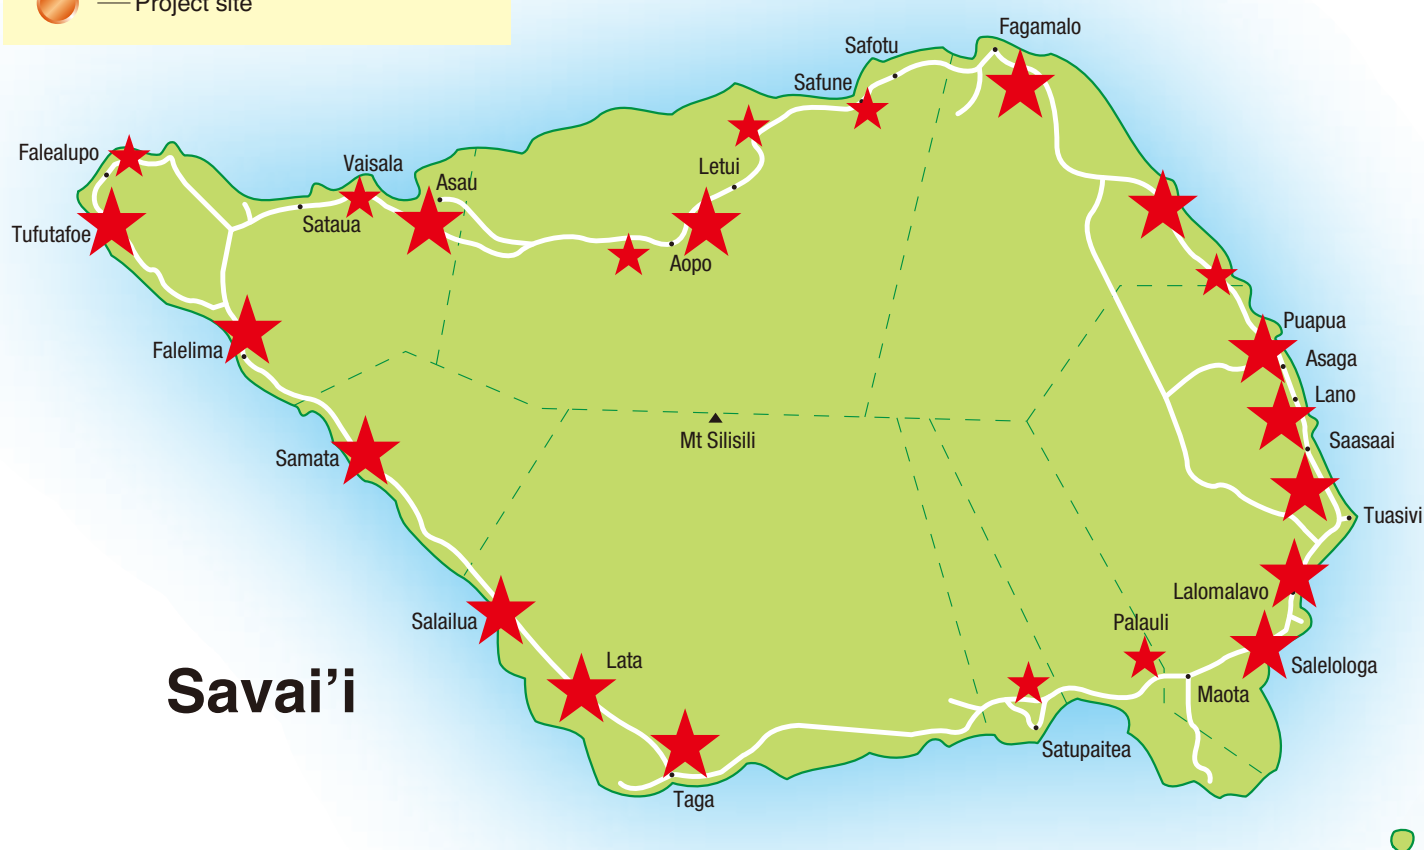 Project site
Fagamalo
Safotu
Safune
Falealupo
Vaisala
Asau
Letui
Sataua
Tufutafoe
Aopo
Puapua
Falelima
Asaga
Lano
Mt Silisili
Saasaai
Samata
Tuasivi
Lalomalavo
Salailua
Palauli
Lata
Salelologa
Savai’i
Maota
Satupaitea
Taga